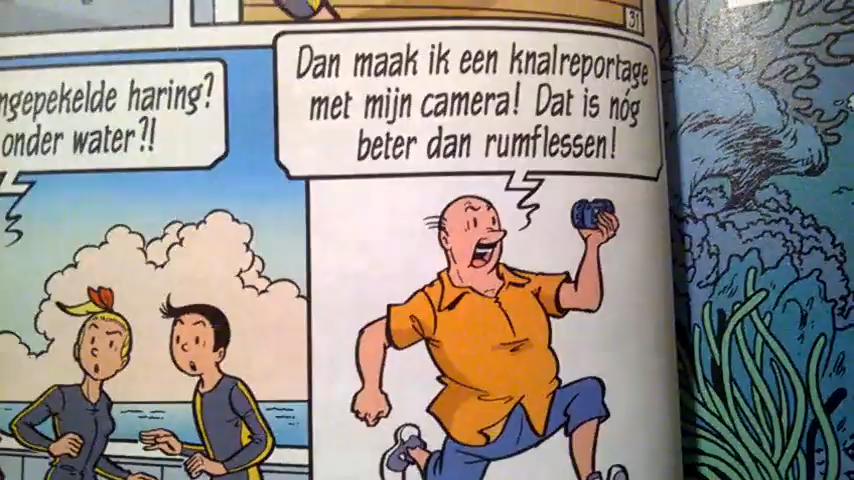 31
ngepekelde haring?
onder water?!
Dan maak ik een knalreportage
met mijn camera! Dat is nóg
beter dan rumflessen!